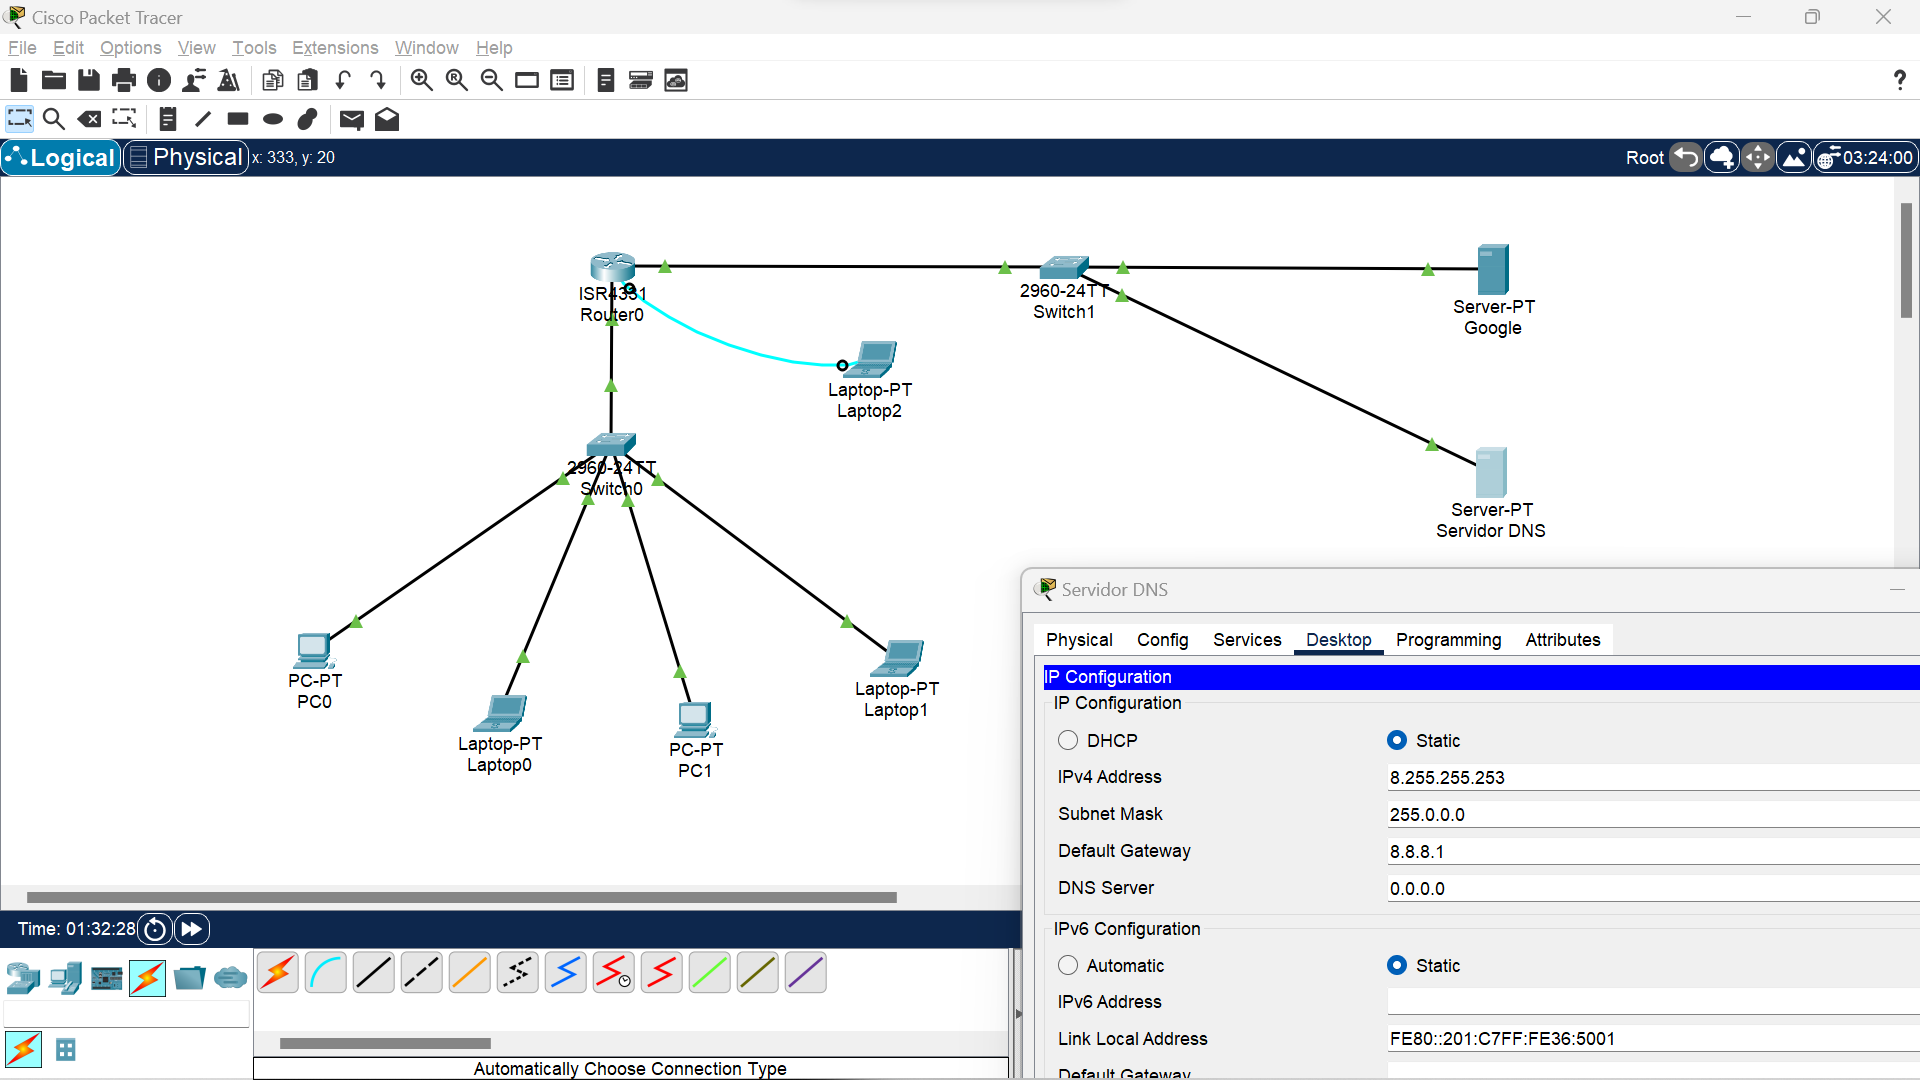 Cisco Packet Tracer
File Edit Options View Tools Extensions Window Help
Logical Physical x: 333, y: 20 Root 03:24:00
ISR4331
Router0
2960-24TT
Switch1
Server-PT
Google
Laptop-PT
Laptop2
2960-24TT
Switch0
Server-PT
Servidor DNS
PC-PT
PC0
Laptop-PT
Laptop0
PC-PT
PC1
Laptop-PT
Laptop1
Servidor DNS
Physical Config Services Desktop Programming Attributes
IP Configuration
IP Configuration
DHCP Static
IPv4 Address 8.255.255.253
Subnet Mask 255.0.0.0
Default Gateway 8.8.8.1
DNS Server 0.0.0.0
IPv6 Configuration
Automatic Static
IPv6 Address
Link Local Address FE80::201:C7FF:FE36:5001
Default Gateway
Time: 01:32:28
Automatically Choose Connection Type